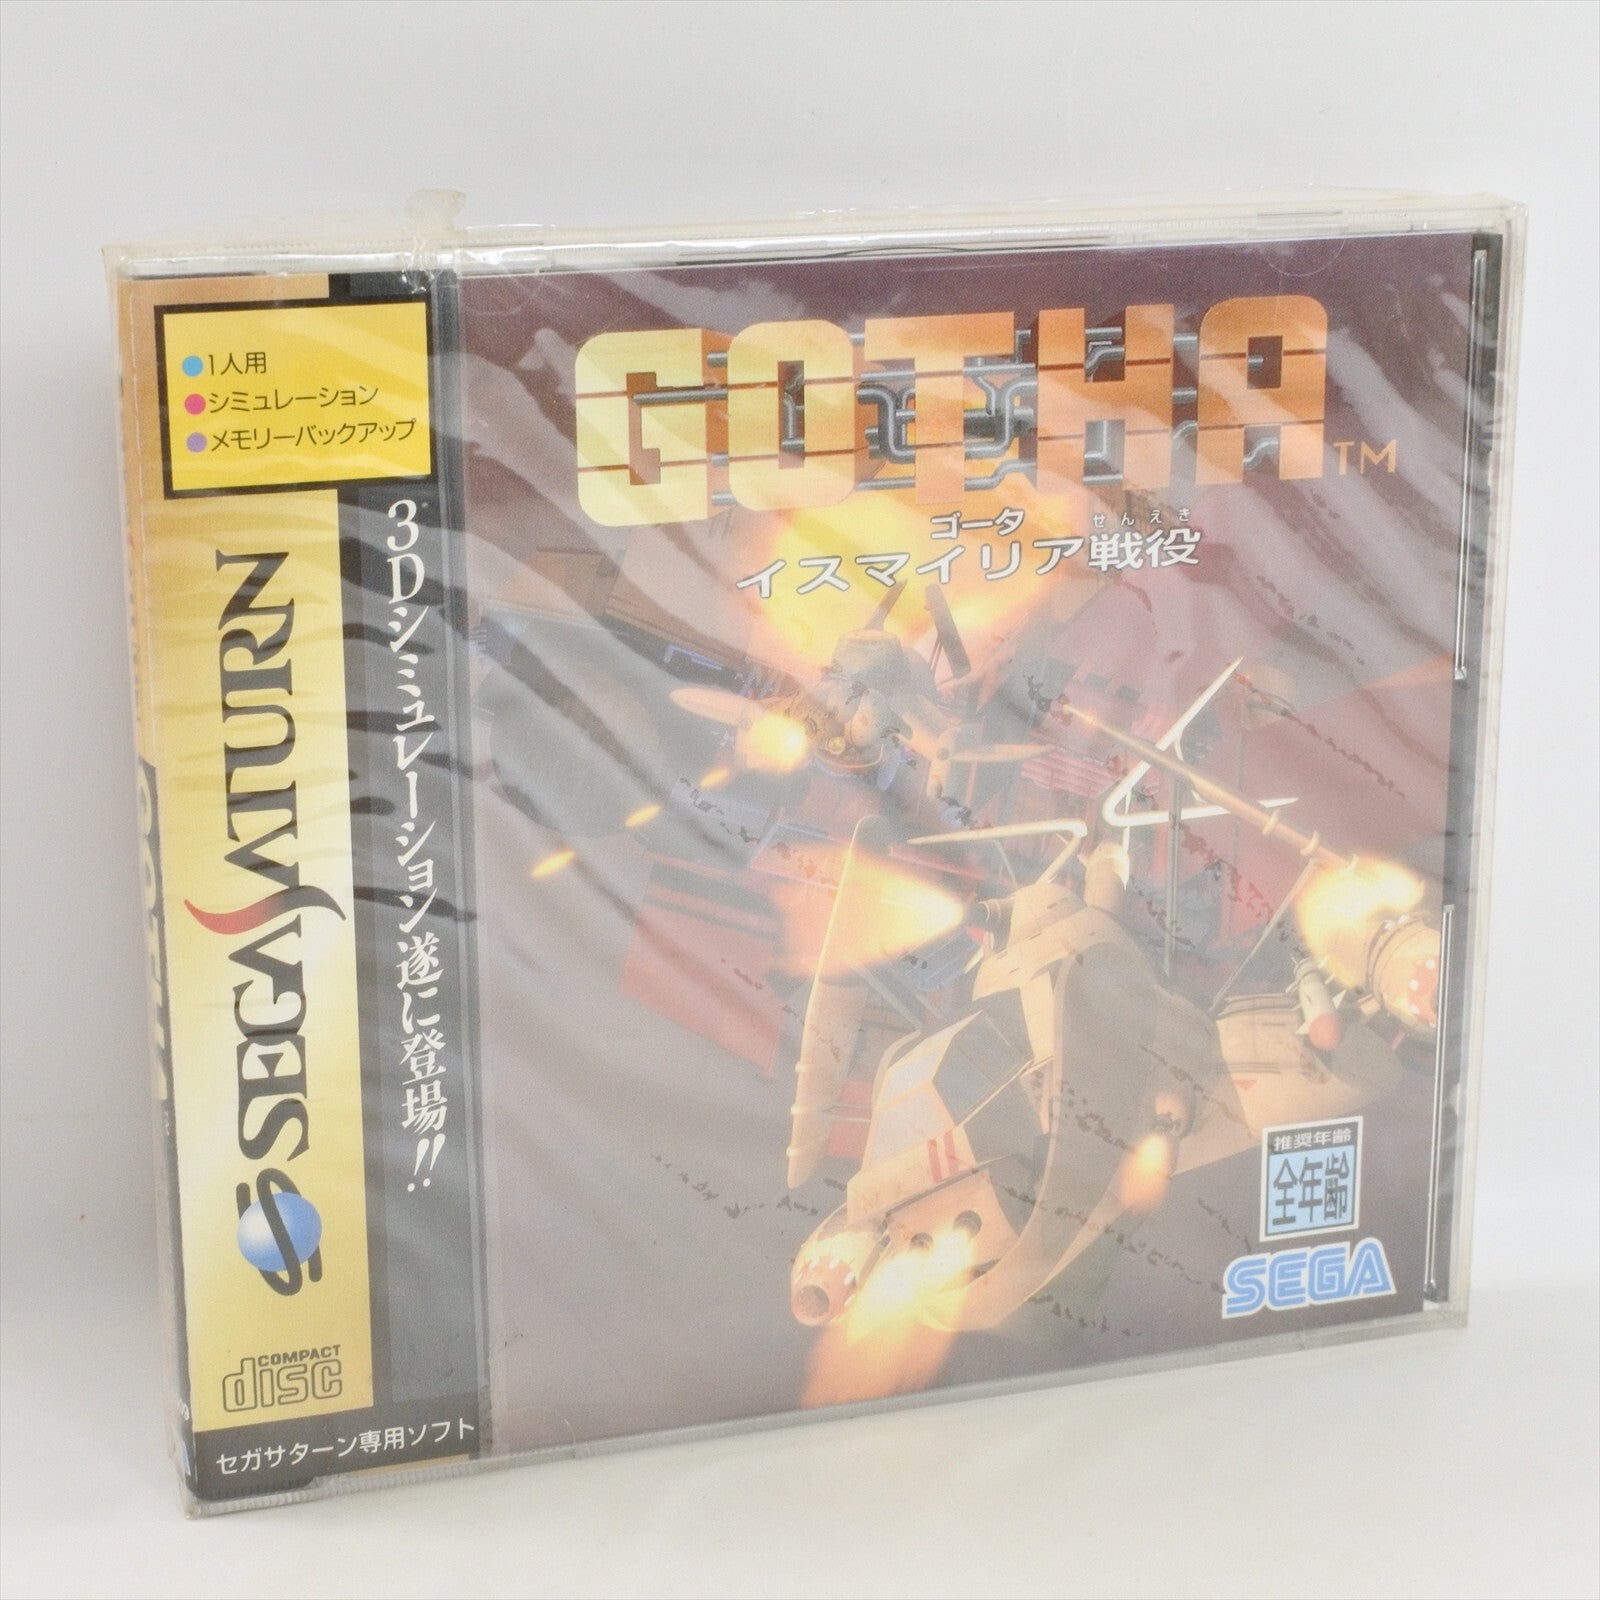 1人用
シミュレーション
メモリーバックアップ
SEGA SATURN
3Dシミュレーション遂に登場!!
COMPACT
disc
セガサターン専用ソフト
GOTHA TM
ゴータ せんえき
イスマイリア戦役
推奨年齢
全年齢
SEGA